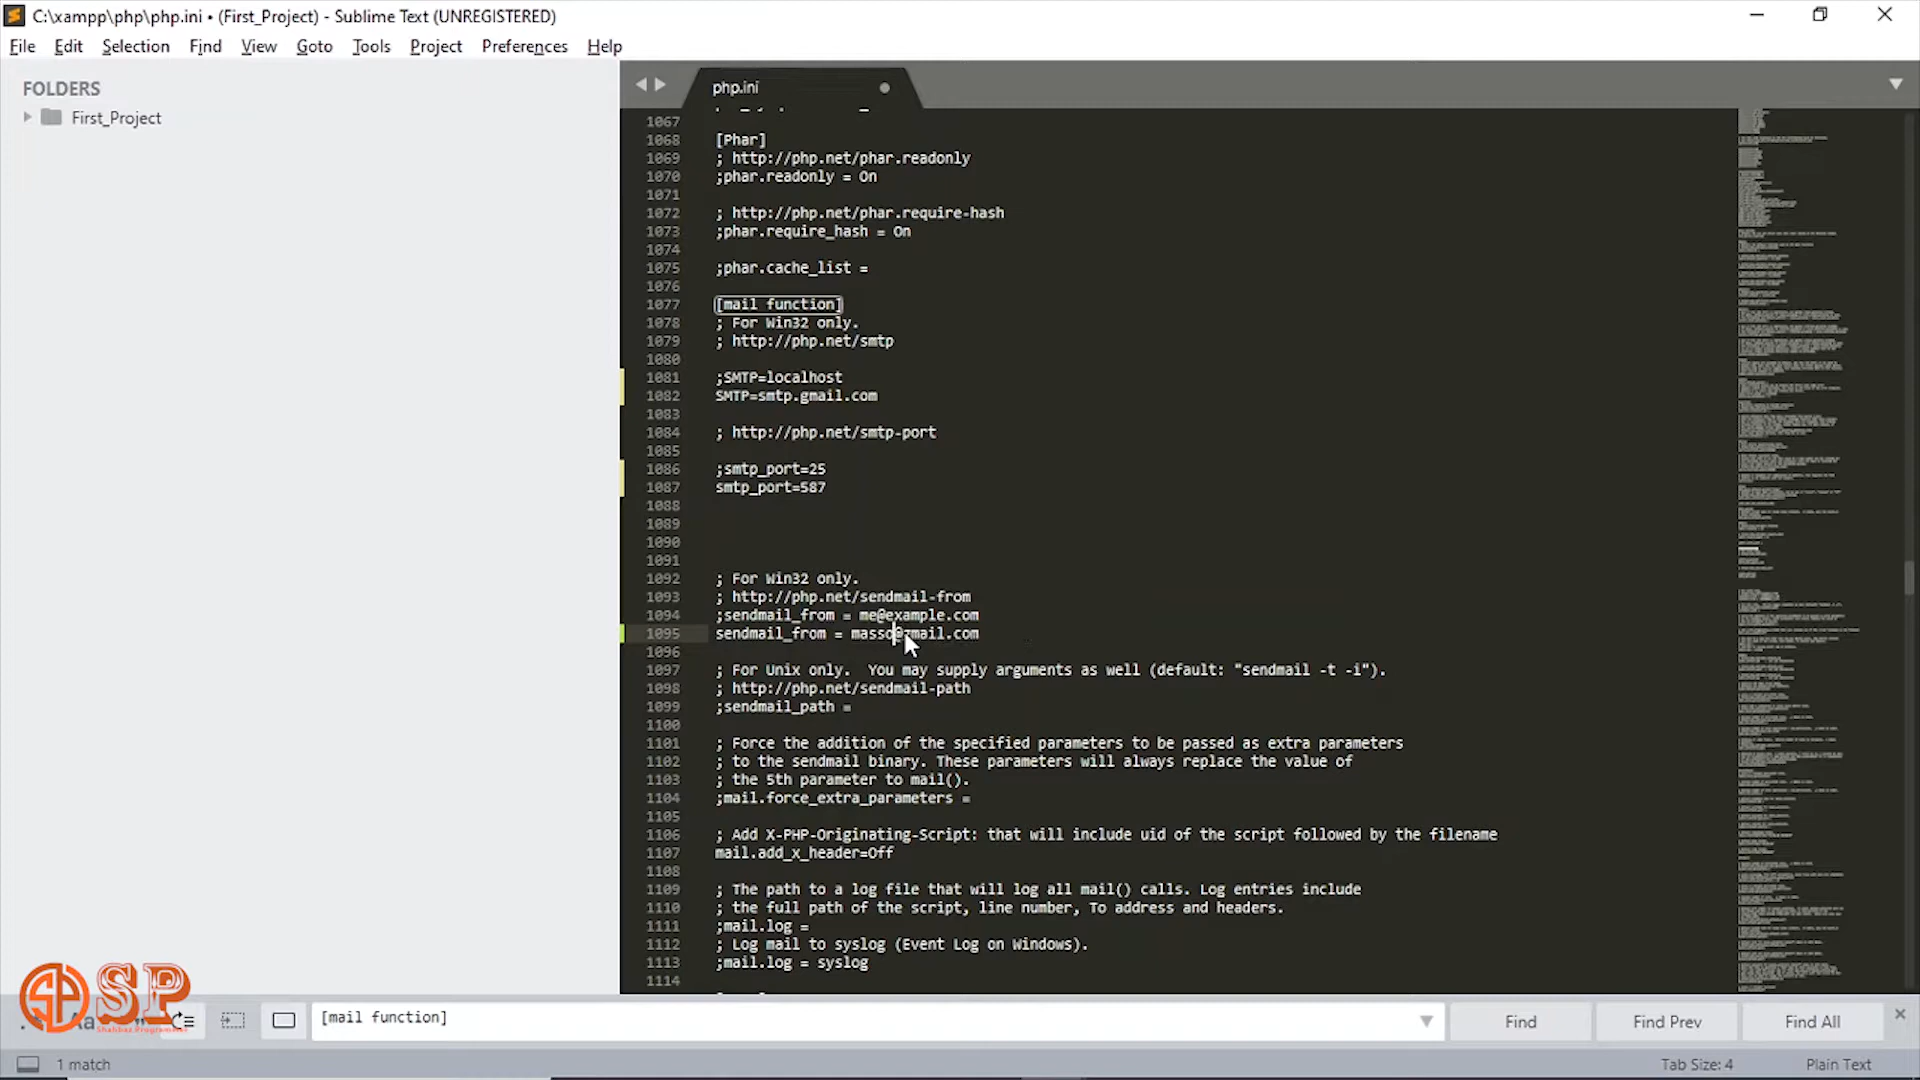 C:\xampp\php\php.ini • (First_Project) - Sublime Text (UNREGISTERED)
File Edit Selection Find View Goto Tools Project Preferences Help
FOLDERS
First_Project
php.ini
1067
1068 [Phar]
1069 ; http://php.net/phar.readonly
1070 ;phar.readonly = On
1071
1072 ; http://php.net/phar.require-hash
1073 ;phar.require_hash = On
1074
1075 ;phar.cache_list =
1076
1077 [mail function]
1078 ; For Win32 only.
1079 ; http://php.net/smtp
1080
1081 ;SMTP=localhost
1082 SMTP=smtp.gmail.com
1083
1084 ; http://php.net/smtp-port
1085
1086 ;smtp_port=25
1087 smtp_port=587
1088
1089
1090
1091
1092 ; For Win32 only.
1093 ; http://php.net/sendmail-from
1094 ;sendmail_from = me@example.com
1095 sendmail_from =
1096
1097 ; For Unix only.  You may supply arguments as well (default: "sendmail -t -i").
1098 ; http://php.net/sendmail-path
1099 ;sendmail_path =
1100
1101 ; Force the addition of the specified parameters to be passed as extra parameters
1102 ; to the sendmail binary. These parameters will always replace the value of
1103 ; the 5th parameter to mail().
1104 ;mail.force_extra_parameters =
1105
1106 ; Add X-PHP-Originating-Script: that will include uid of the script followed by the filename
1107 mail.add_x_header=Off
1108
1109 ; The path to a log file that will log all mail() calls. Log entries include
1110 ; the full path of the script, line number, To address and headers.
1111 ;mail.log =
1112 ; Log mail to syslog (Event Log on Windows).
1113 ;mail.log = syslog
1114
SP
Shahbaz Programmer
[mail function]
Find Find Prev Find All
1 match
Tab Size: 4 Plain Text